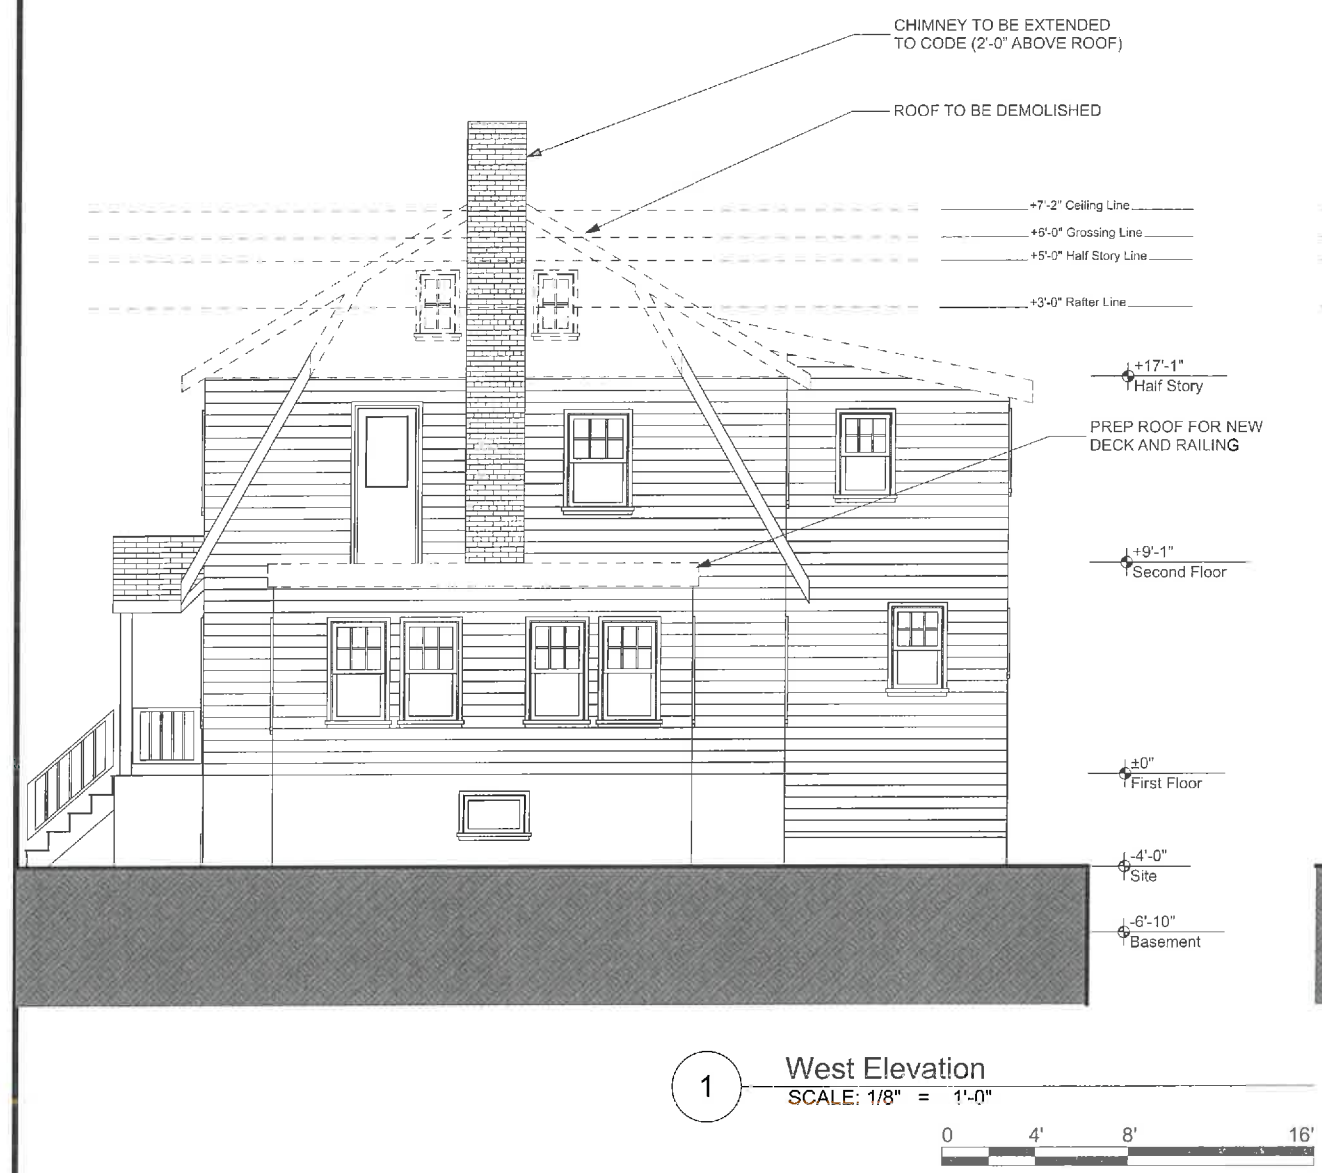 CHIMNEY TO BE EXTENDED
TO CODE (2'-0" ABOVE ROOF)
ROOF TO BE DEMOLISHED
+7'-2" Ceiling Line
+6'-0" Grossing Line
+5'-0" Half Story Line
+3'-0" Rafter Line
+17'-1"
Half Story
PREP ROOF FOR NEW
DECK AND RAILING
+9'-1"
Second Floor
±0"
First Floor
-4'-0"
Site
-6'-10"
Basement
1
West Elevation
SCALE: 1/8" = 1'-0"
0 4' 8' 16'